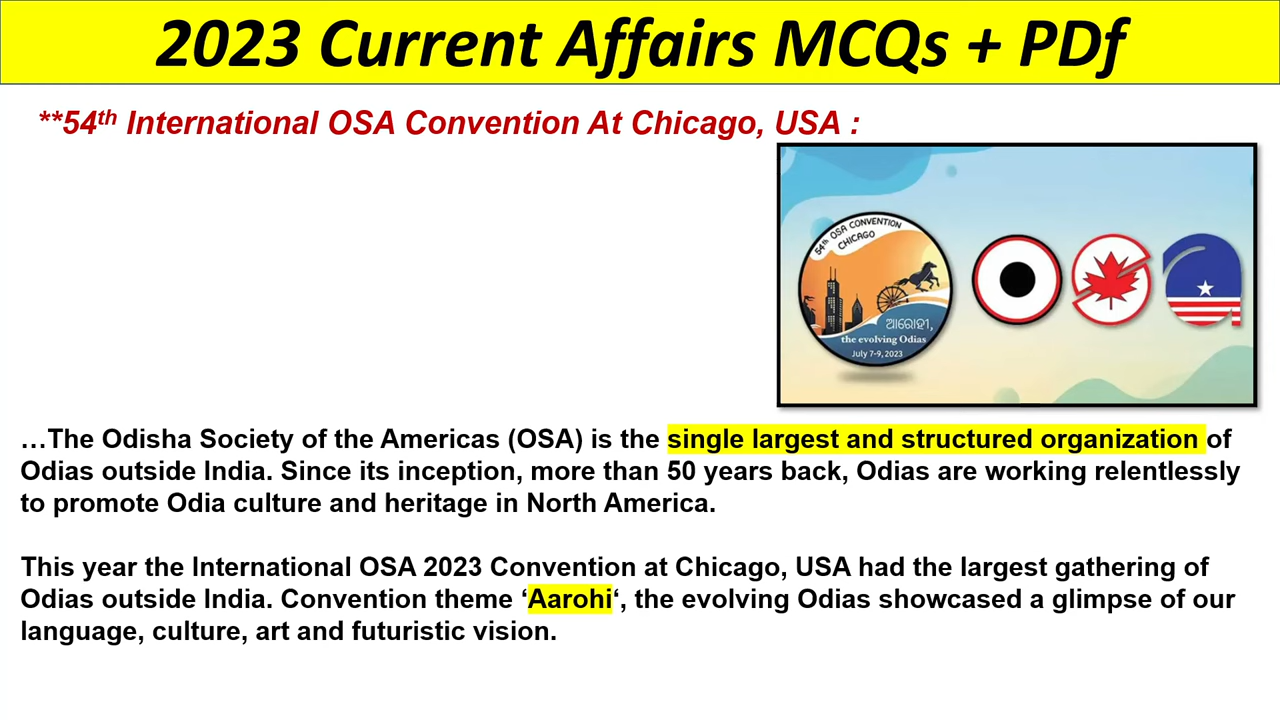 2023 Current Affairs MCQs + PDf
**54th International OSA Convention At Chicago, USA :
54th OSA CONVENTION
CHICAGO
ଆରୋହୀ,
the evolving Odias
July 7-9, 2023
…The Odisha Society of the Americas (OSA) is the single largest and structured organization of
Odias outside India. Since its inception, more than 50 years back, Odias are working relentlessly
to promote Odia culture and heritage in North America.
This year the International OSA 2023 Convention at Chicago, USA had the largest gathering of
Odias outside India. Convention theme ‘Aarohi‘, the evolving Odias showcased a glimpse of our
language, culture, art and futuristic vision.